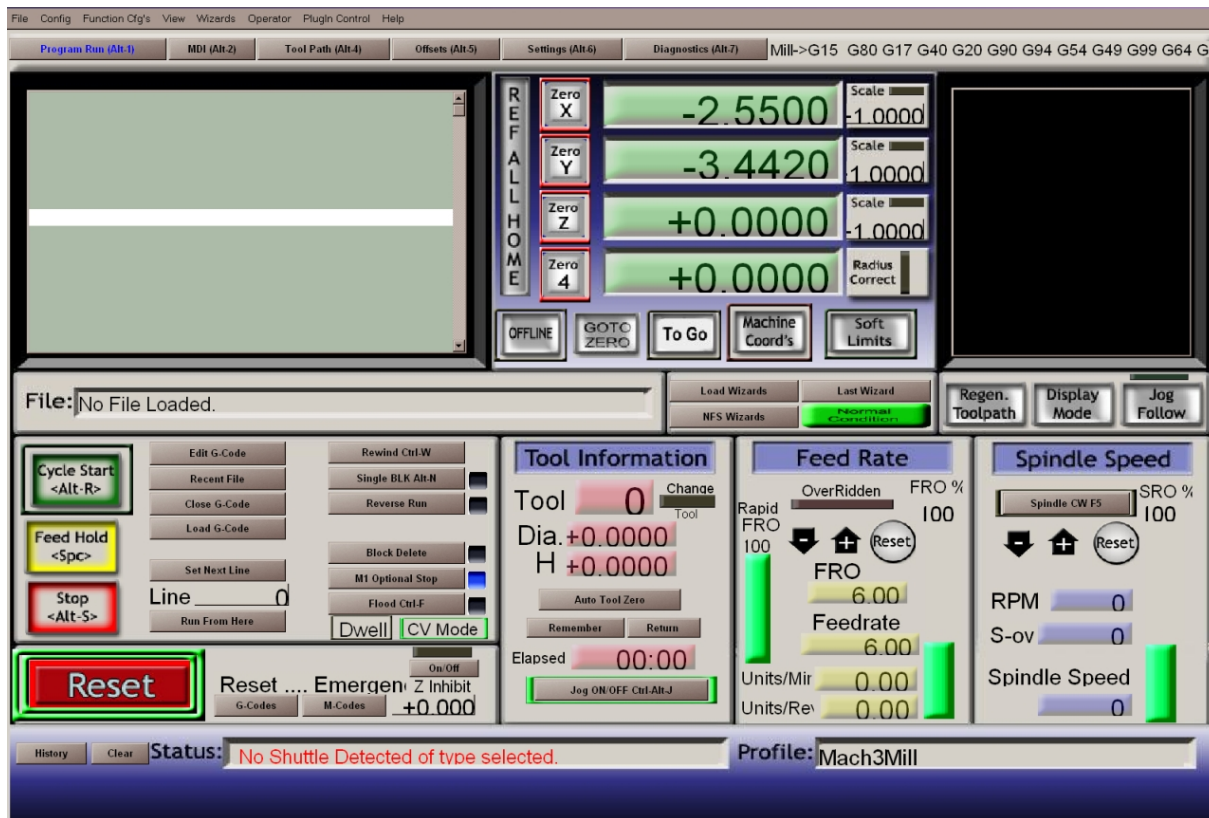 File Config Function Cfg's View Wizards Operator PlugIn Control Help
Program Run (Alt-1) MDI (Alt-2) Tool Path (Alt-4) Offsets (Alt-5) Settings (Alt-6) Diagnostics (Alt-7) Mill->G15 G80 G17 G40 G20 G90 G94 G54 G49 G99 G64 G
REF ALL HOME
Zero X -2.5500 Scale -1.0000
Zero Y -3.4420 Scale -1.0000
Zero Z +0.0000 Scale -1.0000
Zero 4 +0.0000 Radius Correct
OFFLINE GOTO ZERO To Go Machine Coord's Soft Limits
File: No File Loaded.
Load Wizards Last Wizard
NFS Wizards Normal Condition
Regen. Toolpath Display Mode Jog Follow
Cycle Start <Alt-R>
Feed Hold <Spc>
Stop <Alt-S>
Edit G-Code
Recent File
Close G-Code
Load G-Code
Set Next Line
Line 0
Run From Here
Rewind Ctrl-W
Single BLK Alt-N
Reverse Run
Block Delete
M1 Optional Stop
Flood Ctrl-F
Dwell CV Mode
Reset
Reset .... Emergen
G-Codes M-Codes
On/Off
Z Inhibit
+0.000
Tool Information
Tool 0 Change Tool
Dia. +0.0000
H +0.0000
Auto Tool Zero
Remember Return
Elapsed 00:00
Jog ON/OFF Ctrl-Alt-J
Feed Rate
OverRidden FRO %
100
Rapid FRO
100
Reset
FRO
6.00
Feedrate
6.00
Units/Mir 0.00
Units/Re 0.00
Spindle Speed
Spindle CW F5 SRO %
100
Reset
RPM 0
S-ov 0
Spindle Speed
0
History Clear Status: No Shuttle Detected of type selected. Profile: Mach3Mill